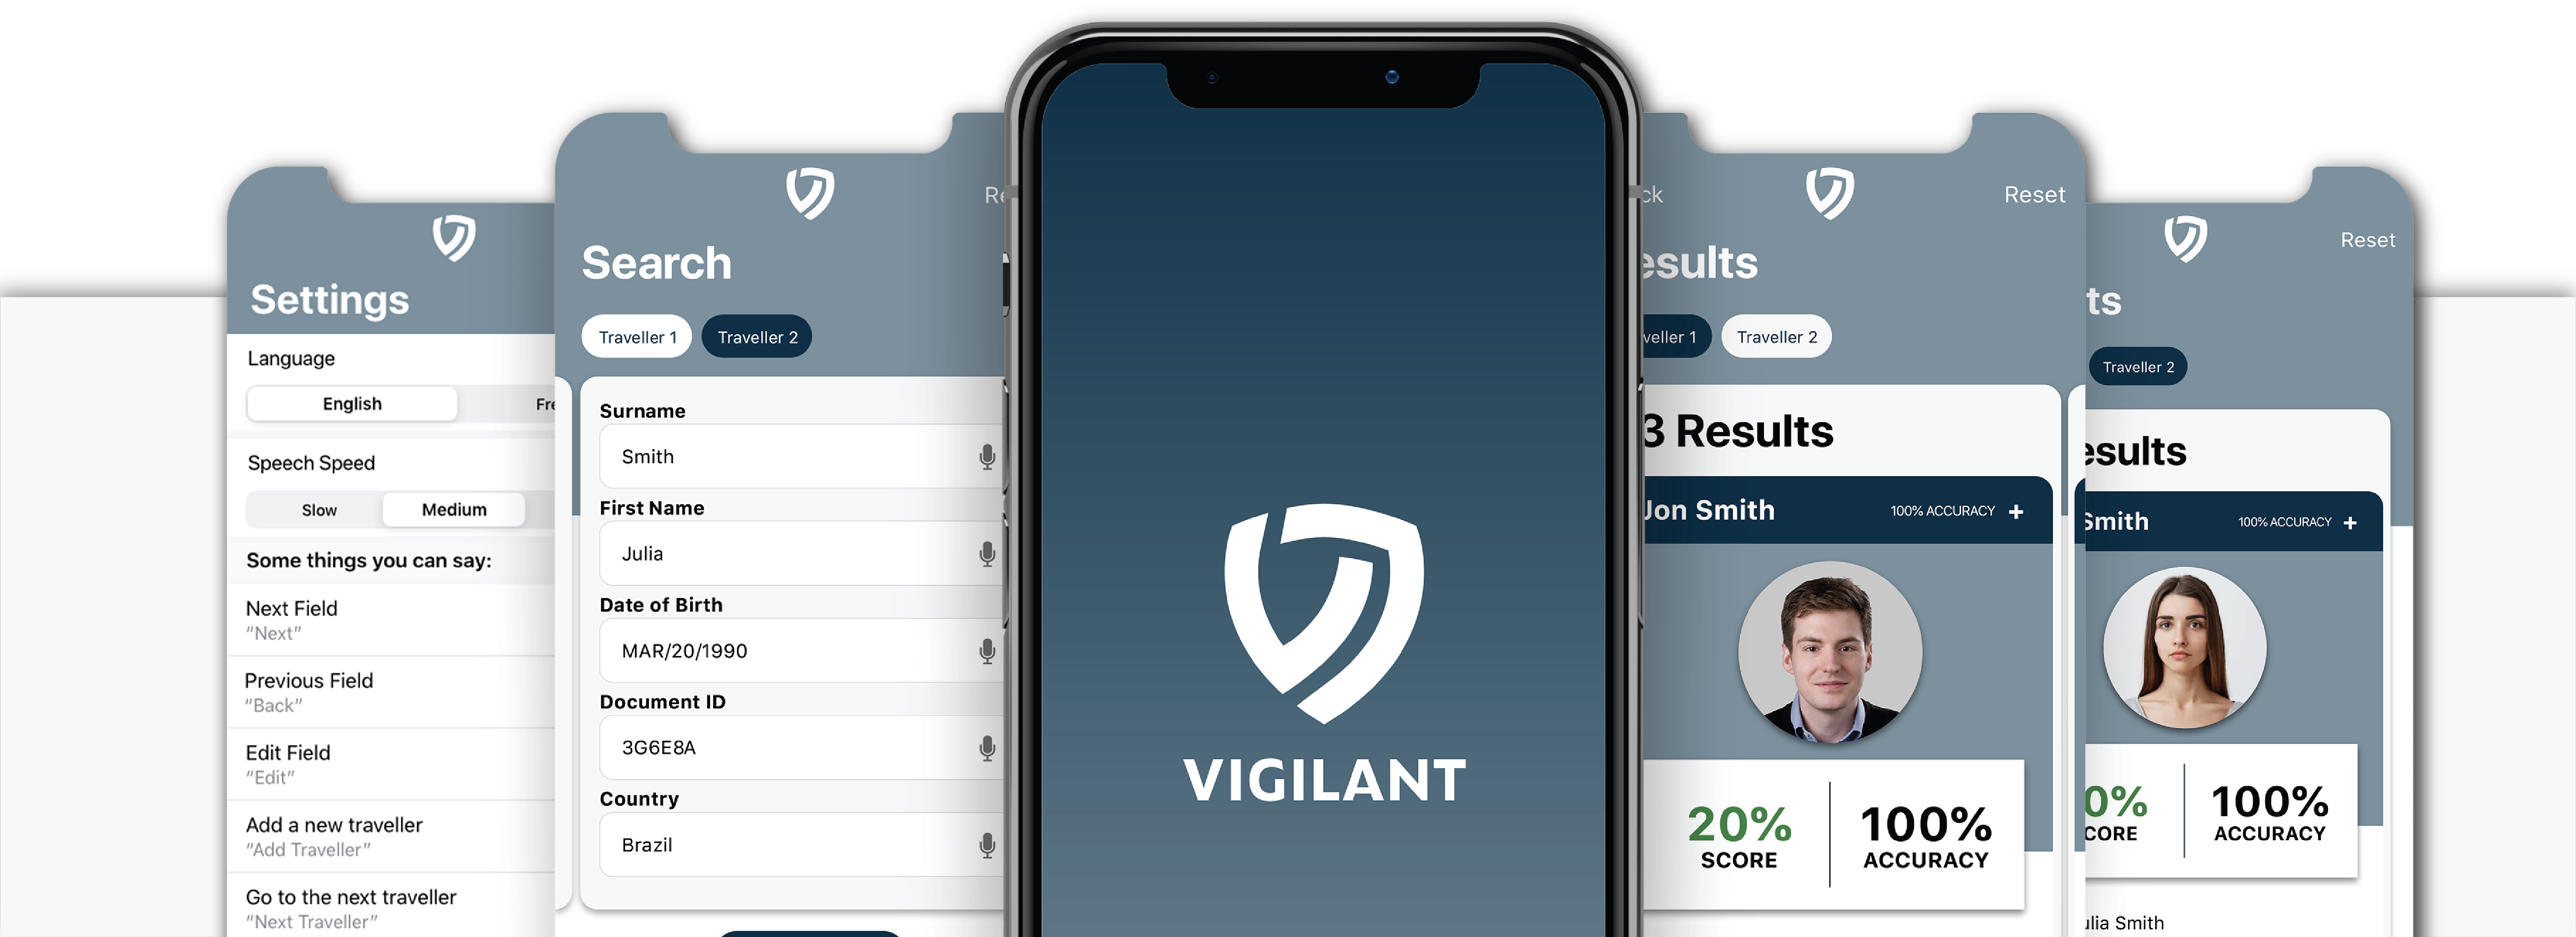 Settings
Language
English
Speech Speed
Slow
Medium
Some things you can say:
Next Field
"Next"
Previous Field
"Back"
Edit Field
"Edit"
Add a new traveller
"Add Traveller"
Go to the next traveller
"Next Traveller"
Search
Traveller 1
Traveller 2
Surname
Smith
First Name
Julia
Date of Birth
MAR/20/1990
Document ID
3G6E8A
Country
Brazil
VIGILANT
Reset
esults
veller 1
Traveller 2
3 Results
Jon Smith
100% ACCURACY +
20%
SCORE
100%
ACCURACY
Reset
ts
Traveller 2
esults
Smith
100% ACCURACY +
0%
CORE
100%
ACCURACY
ulia Smith